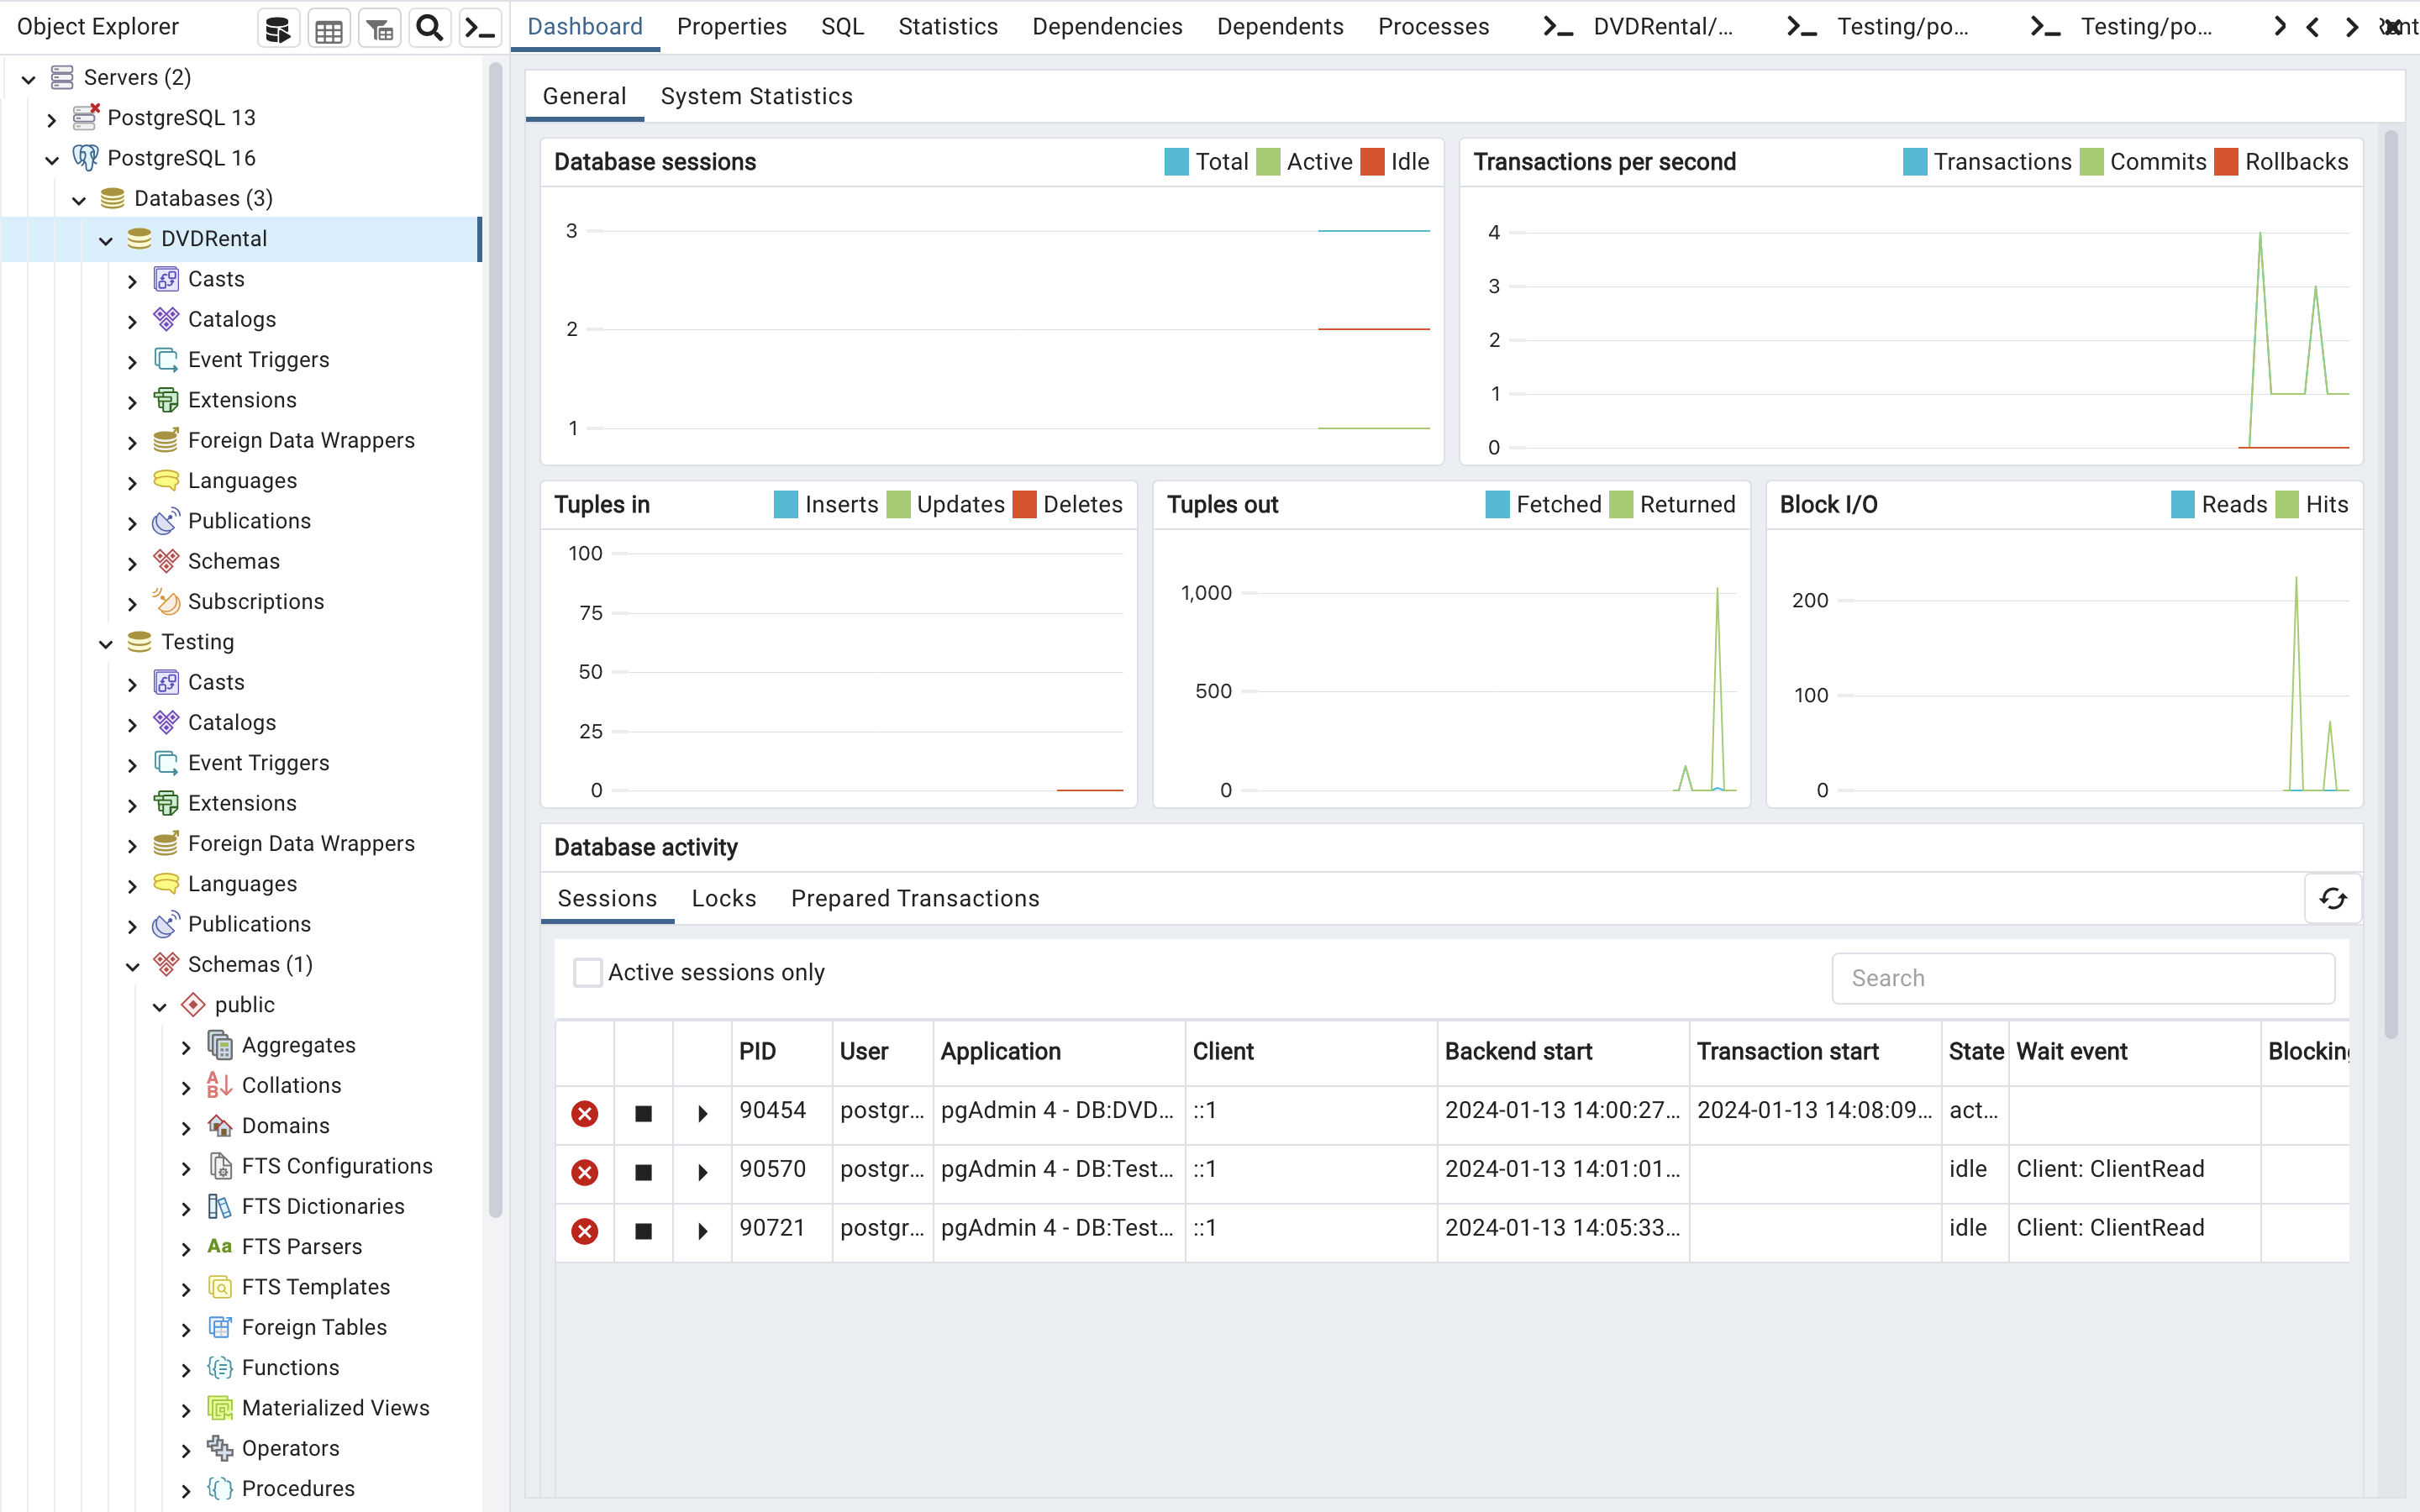 Object Explorer
Dashboard Properties SQL Statistics Dependencies Dependents Processes DVDRental/... Testing/po... Testing/po...
Servers (2)
PostgreSQL 13
PostgreSQL 16
Databases (3)
DVDRental
Casts
Catalogs
Event Triggers
Extensions
Foreign Data Wrappers
Languages
Publications
Schemas
Subscriptions
Testing
Casts
Catalogs
Event Triggers
Extensions
Foreign Data Wrappers
Languages
Publications
Schemas (1)
public
Aggregates
Collations
Domains
FTS Configurations
FTS Dictionaries
Aa FTS Parsers
FTS Templates
Foreign Tables
Functions
Materialized Views
Operators
Procedures
General System Statistics
Database sessions Total Active Idle
3
2
1
Transactions per second Transactions Commits Rollbacks
4
3
2
1
0
Tuples in Inserts Updates Deletes
100
75
50
25
0
Tuples out Fetched Returned
1,000
500
0
Block I/O Reads Hits
200
100
0
Database activity
Sessions Locks Prepared Transactions
Active sessions only Search
PID User Application Client Backend start Transaction start State Wait event Blocking
90454 postgr... pgAdmin 4 - DB:DVD... ::1 2024-01-13 14:00:27... 2024-01-13 14:08:09... act...
90570 postgr... pgAdmin 4 - DB:Test... ::1 2024-01-13 14:01:01... idle Client: ClientRead
90721 postgr... pgAdmin 4 - DB:Test... ::1 2024-01-13 14:05:33... idle Client: ClientRead